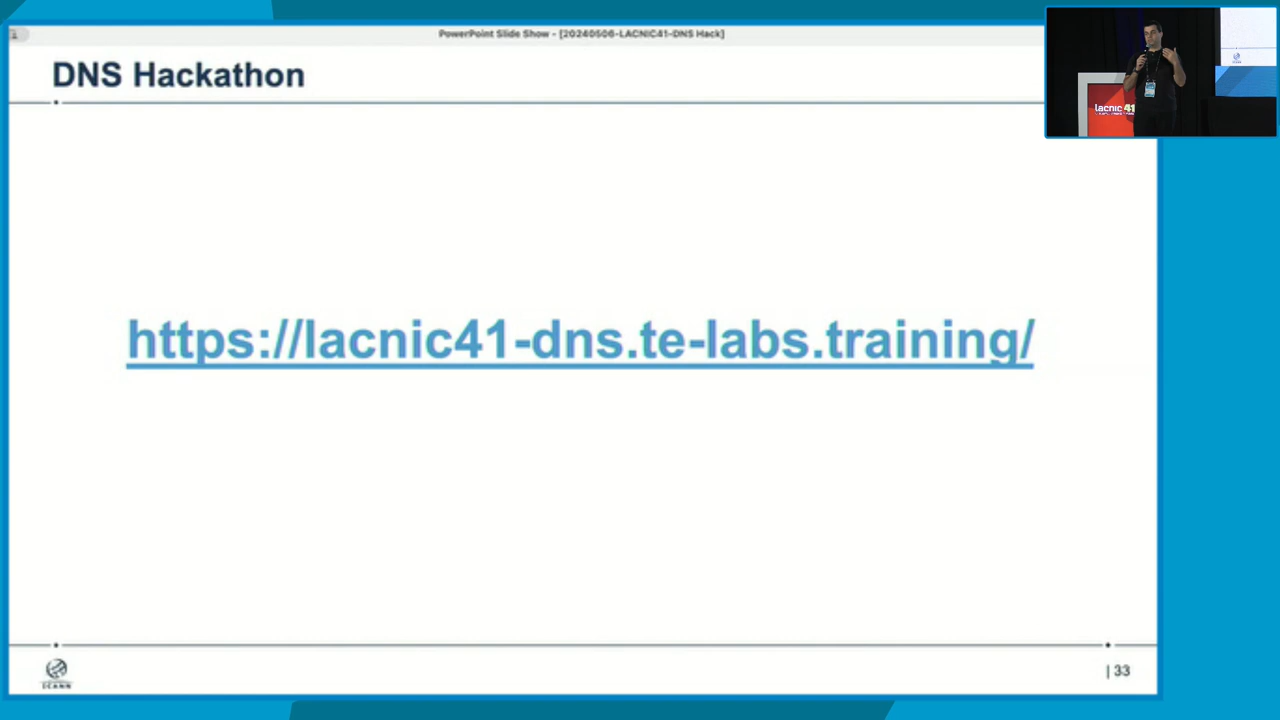 PowerPoint Slide Show - [20240506-LACNIC41-DNS Hack]
DNS Hackathon
lacnic 41
https://lacnic41-dns.te-labs.training/
ICANN
| 33